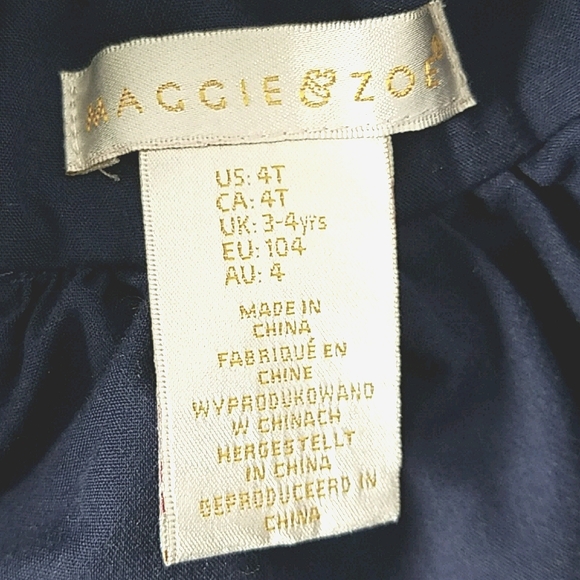 MAGGIE & ZOE
US: 4T
CA: 4T
UK: 3-4yrs
EU: 104
AU: 4
MADE IN
CHINA
FABRIQUÉ EN
CHINE
WYPRODUKOWANO
W CHINACH
HERGESTELLT
IN CHINA
GEPRODUCEERD IN
CHINA